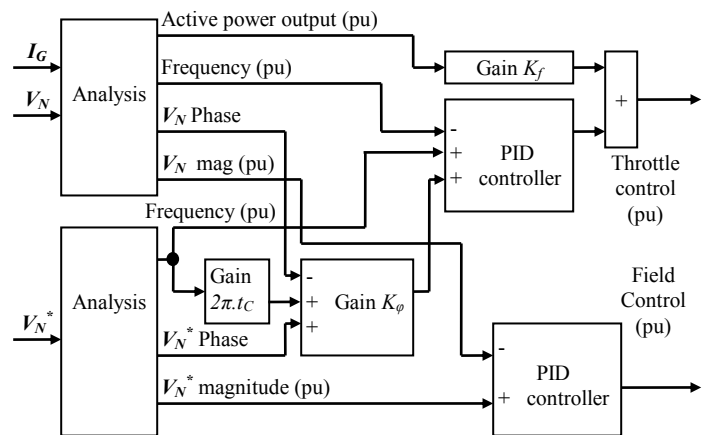 Active power output (pu)
I_G
V_N
Analysis
Gain K_f
Frequency (pu)
V_N Phase
V_N mag (pu)
-
+
+
PID
controller
+
Throttle
control
(pu)
Frequency (pu)
Analysis
V_N^*
Gain
2π.t_C
-
+
+
Gain K_φ
V_N^* Phase
V_N^* magnitude (pu)
-
+
PID
controller
Field
Control
(pu)